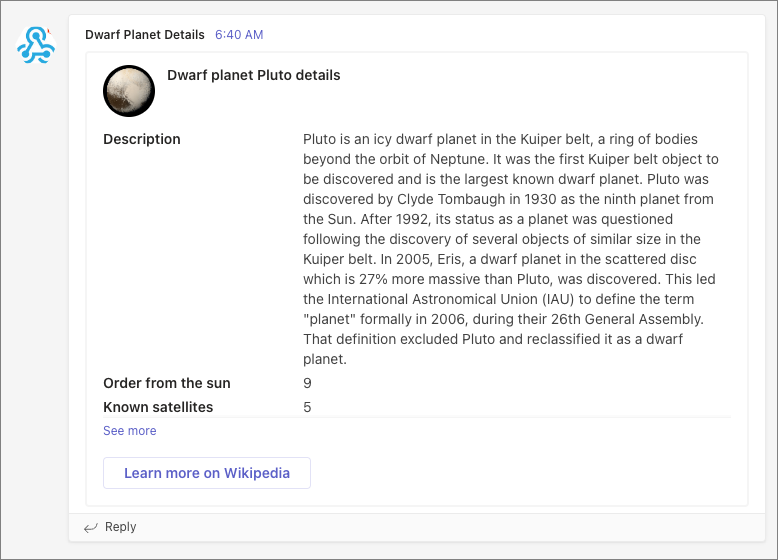 Dwarf Planet Details 6:40 AM
Dwarf planet Pluto details
Description
Pluto is an icy dwarf planet in the Kuiper belt, a ring of bodies
beyond the orbit of Neptune. It was the first Kuiper belt object to
be discovered and is the largest known dwarf planet. Pluto was
discovered by Clyde Tombaugh in 1930 as the ninth planet from
the Sun. After 1992, its status as a planet was questioned
following the discovery of several objects of similar size in the
Kuiper belt. In 2005, Eris, a dwarf planet in the scattered disc
which is 27% more massive than Pluto, was discovered. This led
the International Astronomical Union (IAU) to define the term
"planet" formally in 2006, during their 26th General Assembly.
That definition excluded Pluto and reclassified it as a dwarf
planet.
Order from the sun 9
Known satellites 5
See more
Learn more on Wikipedia
Reply